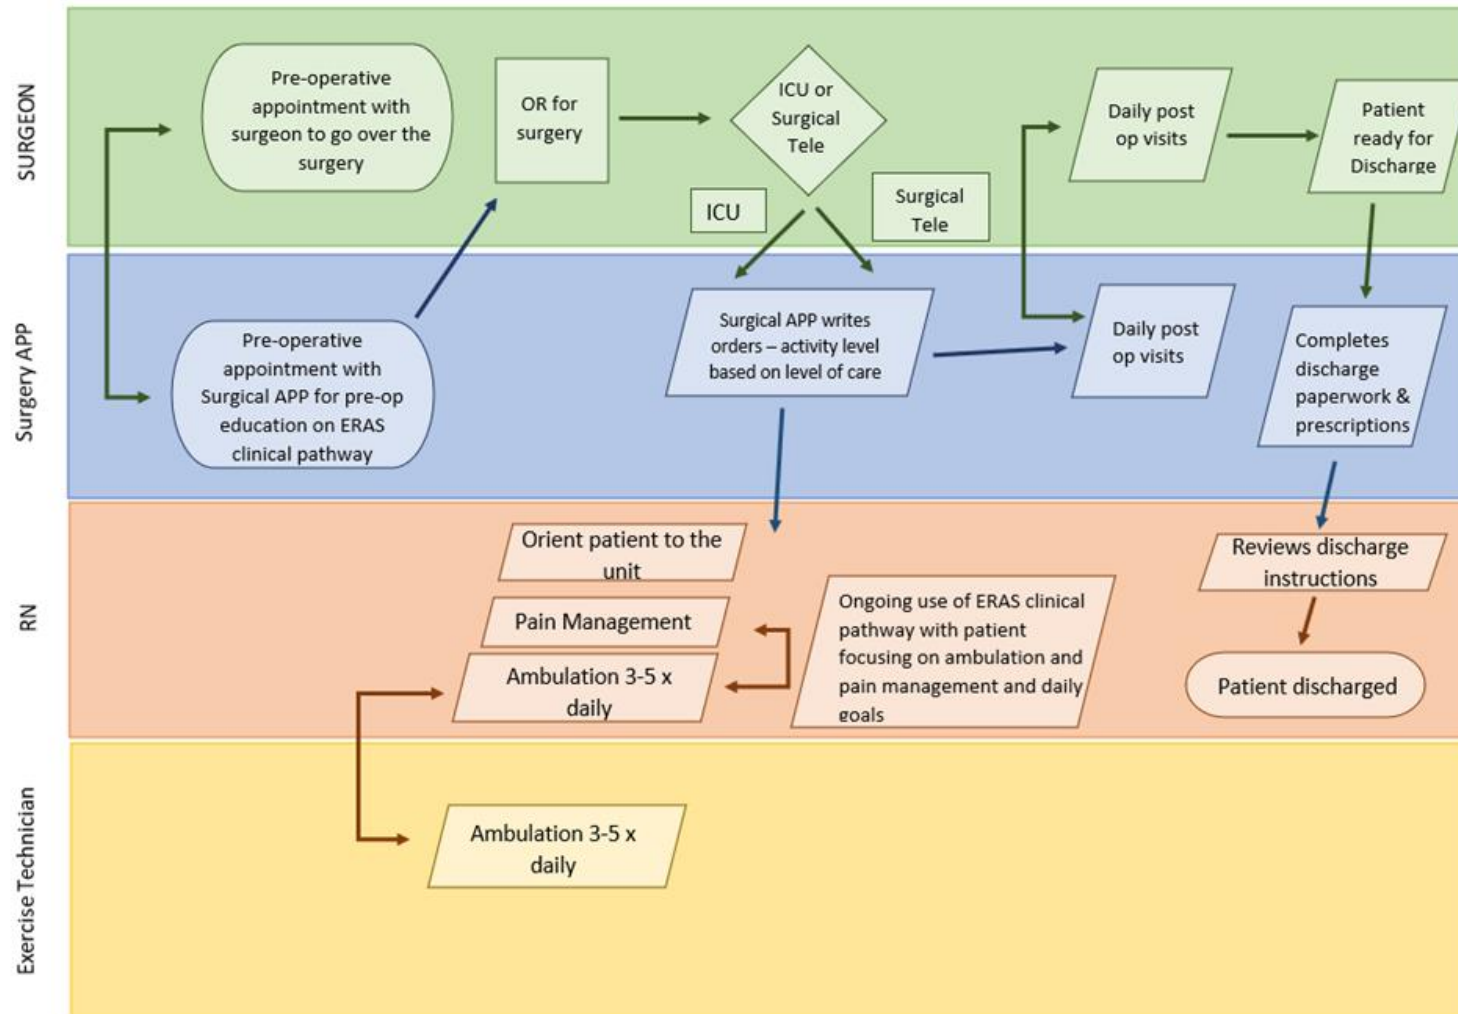 SURGEON
Pre-operative
appointment with
surgeon to go over the
surgery
OR for
surgery
ICU or
Surgical
Tele
ICU
Surgical
Tele
Daily post
op visits
Patient
ready for
Discharge
Surgery APP
Pre-operative
appointment with
Surgical APP for pre-op
education on ERAS
clinical pathway
Surgical APP writes
orders – activity level
based on level of care
Daily post
op visits
Completes
discharge
paperwork &
prescriptions
RN
Orient patient to the
unit
Pain Management
Ambulation 3-5 x
daily
Ongoing use of ERAS clinical
pathway with patient
focusing on ambulation and
pain management and daily
goals
Reviews discharge
instructions
Patient discharged
Exercise Technician
Ambulation 3-5 x
daily